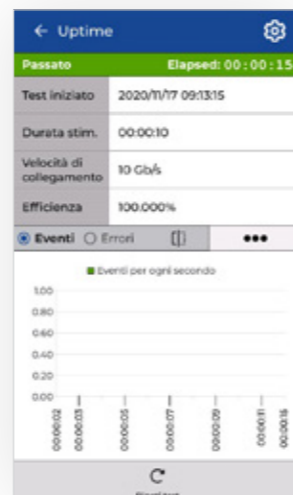 Uptime
Passato Elapsed: 00:00:15
Test iniziato 2020/11/17 09:13:15
Durata stim. 00:00:10
Velocità di collegamento 10 Gb/s
Efficienza 100.000%
Eventi Errori
Eventi per ogni secondo
1.00
0.80
0.60
0.40
0.20
0.00
00:00:02 00:00:03 00:00:05 00:00:07 00:00:09 00:00:11 00:00:15